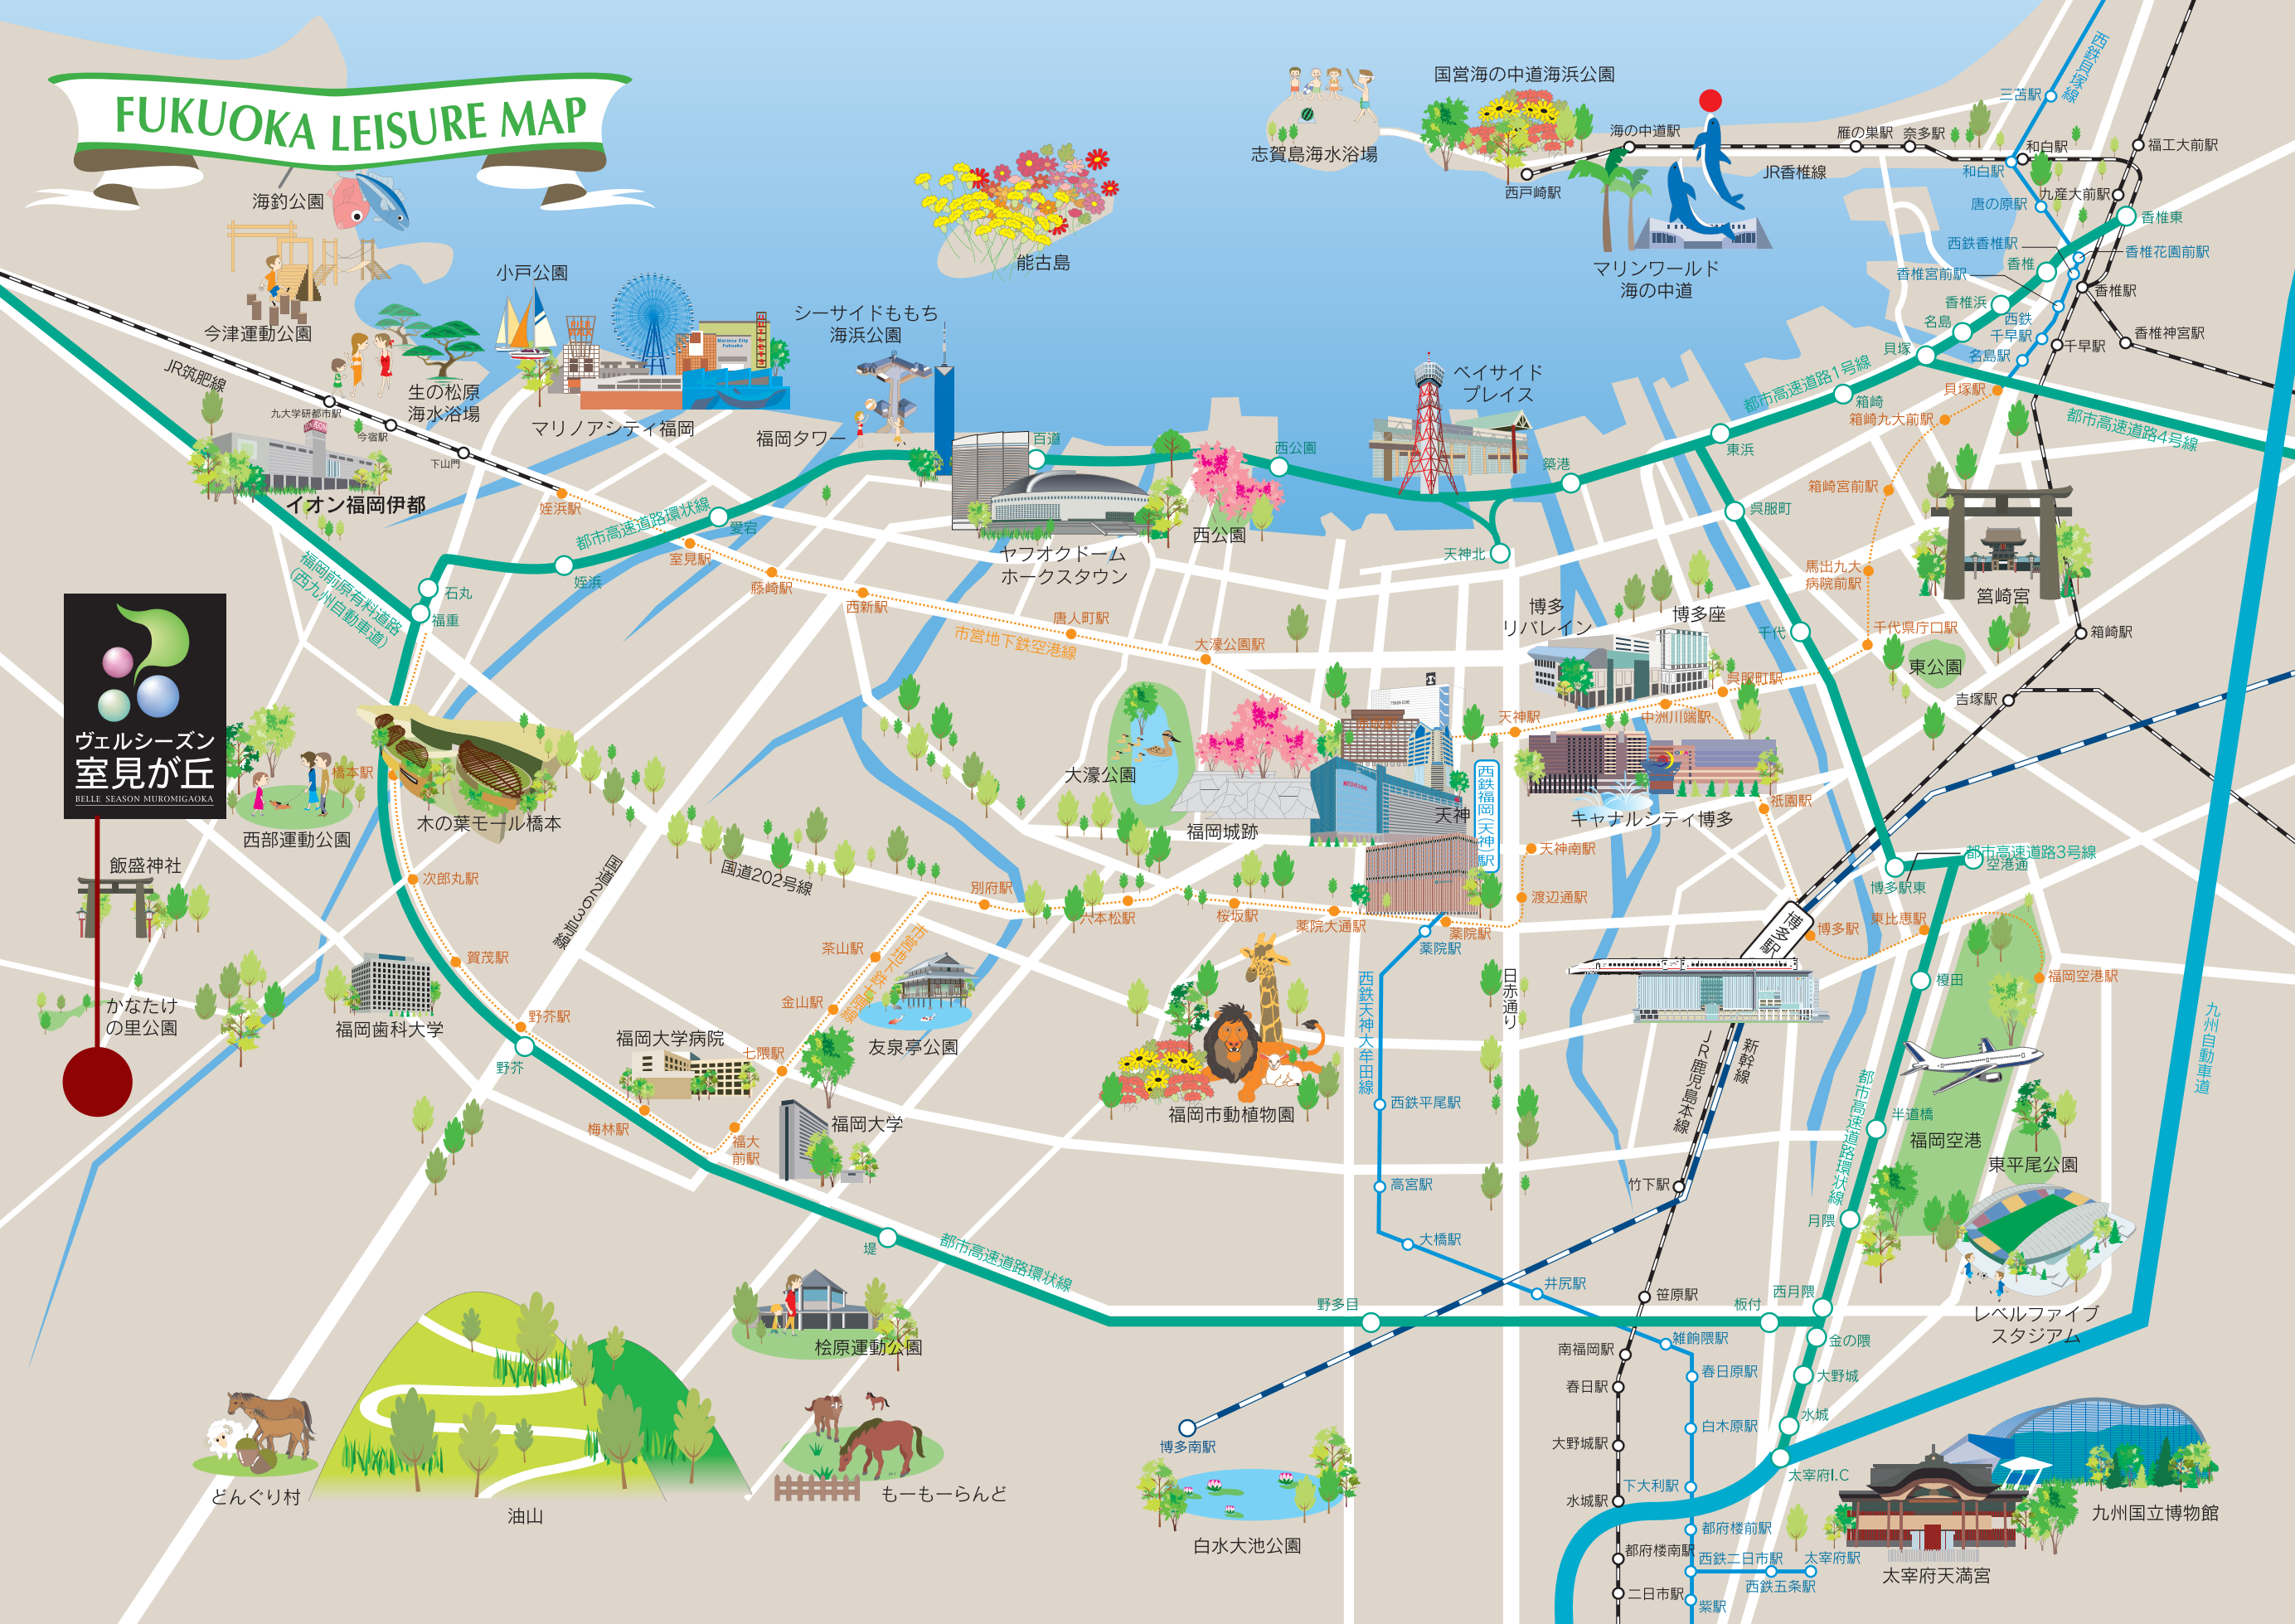 FUKUOKA LEISURE MAP
海釣公園
今津運動公園
小戸公園
マリノアシティ福岡
生の松原
海水浴場
JR筑肥線
九大学研都市駅
今宿駅
下山門
イオン福岡伊都
姪浜駅
福岡前原有料道路
(西九州自動車道)
能古島
シーサイドももち
海浜公園
福岡タワー
百道
ヤフオクドーム
ホークスタウン
西公園
西公園
志賀島海水浴場
国営海の中道海浜公園
西戸崎駅
海の中道駅
雁の巣駅
奈多駅
JR香椎線
マリンワールド
海の中道
ベイサイド
プレイス
築港
天神北
西鉄貝塚線
三苫駅
和白駅
和白駅
福工大前駅
九産大前駅
唐の原駅
香椎東
西鉄香椎駅
香椎花園前駅
香椎
香椎宮前駅
香椎駅
香椎浜
名島
西鉄
千早駅
香椎神宮駅
千早駅
名島駅
貝塚
貝塚駅
都市高速道路1号線
箱崎
箱崎九大前駅
都市高速道路4号線
東浜
呉服町
箱崎宮前駅
馬出九大
病院前駅
筥崎宮
箱崎駅
千代
千代県庁口駅
東公園
吉塚駅
都市高速道路環状線
愛宕
姪浜
石丸
福重
室見駅
藤崎駅
西新駅
唐人町駅
市営地下鉄空港線
大濠公園駅
博多
リバレイン
博多座
呉服町駅
中洲川端駅
天神駅
キャナルシティ博多
祇園駅
大濠公園
福岡城跡
天神
西鉄福岡(天神)駅
天神南駅
渡辺通駅
ヴェルシーズン
室見が丘
BELLE SEASON MUROMIGAOKA
橋本駅
西部運動公園
木の葉モール橋本
飯盛神社
かなたけ
の里公園
次郎丸駅
賀茂駅
福岡歯科大学
野芥駅
野芥
国道263号線
国道202号線
別府駅
六本松駅
桜坂駅
薬院大通駅
薬院駅
薬院駅
茶山駅
金山駅
市営地下鉄七隈線
友泉亭公園
七隈駅
福岡大学病院
梅林駅
福大
前駅
福岡大学
福岡市動植物園
西鉄天神大牟田線
日赤通り
西鉄平尾駅
高宮駅
大橋駅
井尻駅
都市高速道路3号線
空港通
博多駅東
博多駅
博多駅
東比恵駅
榎田
福岡空港駅
JR鹿児島本線
新幹線
都市高速道路環状線
半道橋
福岡空港
九州自動車道
東平尾公園
竹下駅
月隈
レベルファイブ
スタジアム
堤
都市高速道路環状線
野多目
笹原駅
板付
西月隈
金の隈
雑餉隈駅
南福岡駅
春日原駅
大野城
春日駅
桧原運動公園
どんぐり村
油山
もーもーらんど
博多南駅
白水大池公園
白木原駅
水城
大野城駅
太宰府I.C
下大利駅
水城駅
都府楼前駅
都府楼南駅
西鉄二日市駅
太宰府駅
西鉄五条駅
二日市駅
紫駅
太宰府天満宮
九州国立博物館